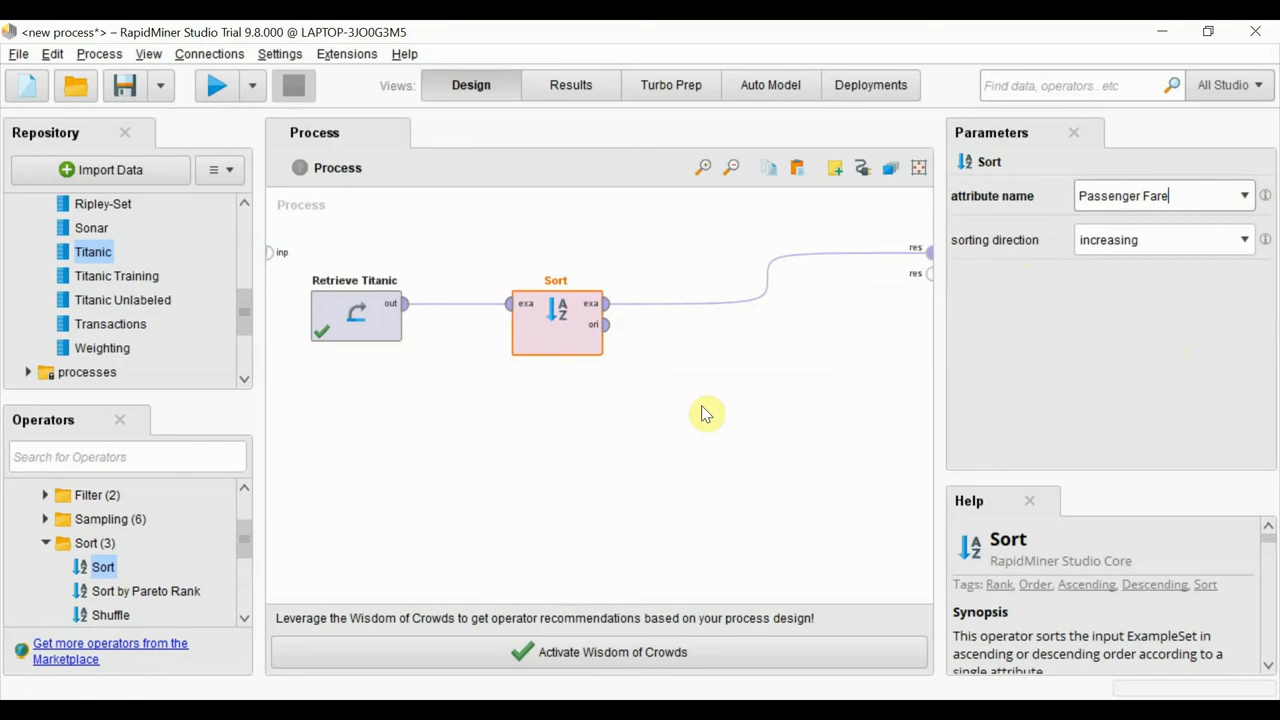 <new process*> – RapidMiner Studio Trial 9.8.000 @ LAPTOP-3JO0G3M5
File Edit Process View Connections Settings Extensions Help
Views: Design Results Turbo Prep Auto Model Deployments Find data, operators...etc All Studio
Repository
Import Data
Ripley-Set
Sonar
Titanic
Titanic Training
Titanic Unlabeled
Transactions
Weighting
processes
Operators
Search for Operators
Filter (2)
Sampling (6)
Sort (3)
Sort
Sort by Pareto Rank
Shuffle
Get more operators from the
Marketplace
Process
Process
Process
inp
res
res
Retrieve Titanic
out
Sort
exa exa
ori
Leverage the Wisdom of Crowds to get operator recommendations based on your process design!
Activate Wisdom of Crowds
Parameters
Sort
attribute name Passenger Fare
sorting direction increasing
Help
Sort
RapidMiner Studio Core
Tags: Rank, Order, Ascending, Descending, Sort
Synopsis
This operator sorts the input ExampleSet in
ascending or descending order according to a
single attribute.